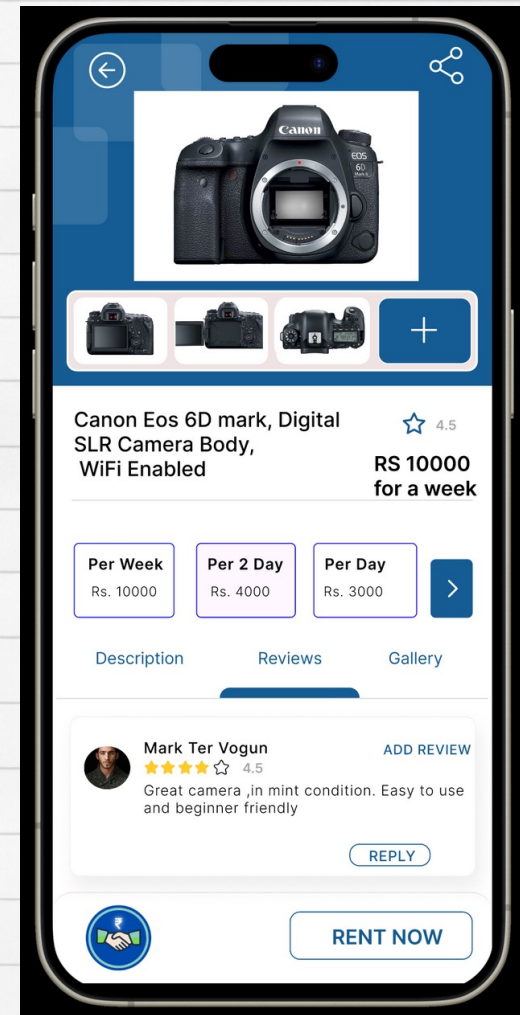 Canon
EOS
6D
Mark II
Canon Eos 6D mark, Digital
SLR Camera Body,
WiFi Enabled
4.5
RS 10000
for a week
Per Week
Rs. 10000
Per 2 Day
Rs. 4000
Per Day
Rs. 3000
Description
Reviews
Gallery
Mark Ter Vogun
ADD REVIEW
4.5
Great camera ,in mint condition. Easy to use
and beginner friendly
REPLY
₹
RENT NOW